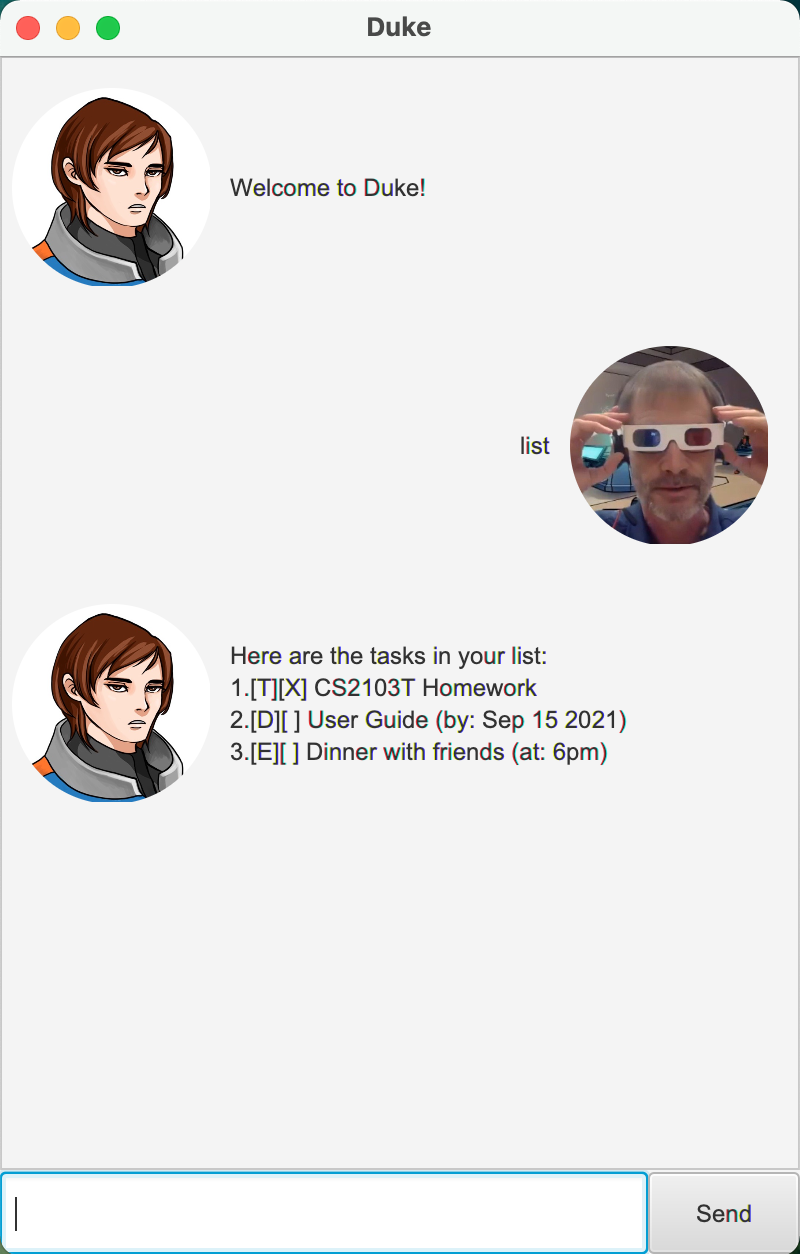 Duke
Welcome to Duke!
list
Here are the tasks in your list:
1.[T][X] CS2103T Homework
2.[D][ ] User Guide (by: Sep 15 2021)
3.[E][ ] Dinner with friends (at: 6pm)
Send